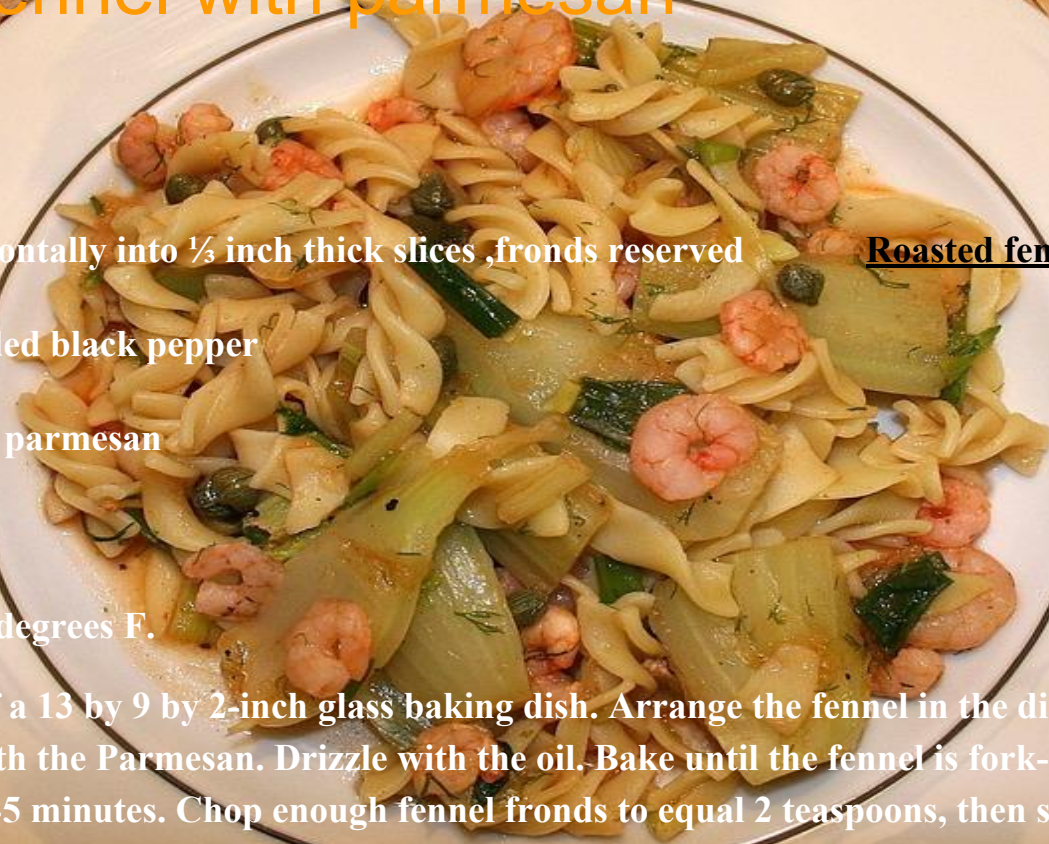 ennel with parmesan
ontally into ⅓ inch thick slices ,fronds reserved Roasted fen
led black pepper
parmesan
degrees F.
a 13 by 9 by 2-inch glass baking dish. Arrange the fennel in the di
th the Parmesan. Drizzle with the oil. Bake until the fennel is fork-
5 minutes. Chop enough fennel fronds to equal 2 teaspoons, then s